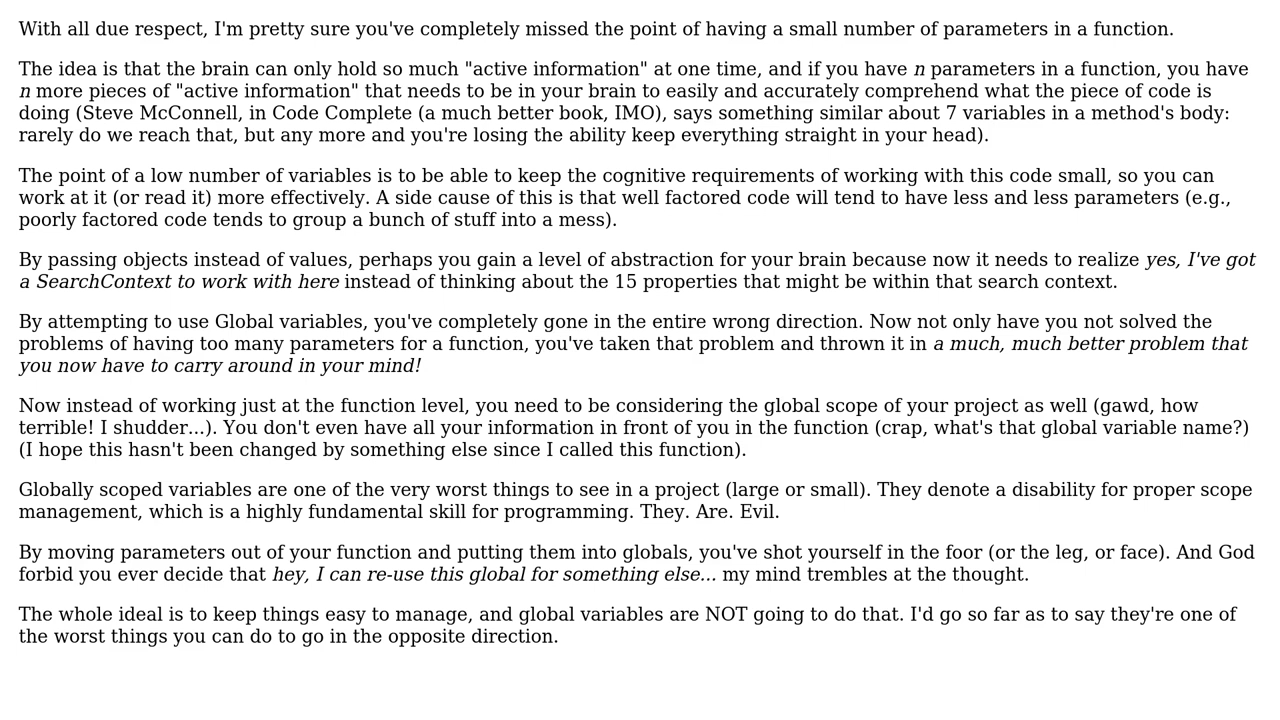 With all due respect, I'm pretty sure you've completely missed the point of having a small number of parameters in a function.
The idea is that the brain can only hold so much "active information" at one time, and if you have n parameters in a function, you have
n more pieces of "active information" that needs to be in your brain to easily and accurately comprehend what the piece of code is
doing (Steve McConnell, in Code Complete (a much better book, IMO), says something similar about 7 variables in a method's body:
rarely do we reach that, but any more and you're losing the ability keep everything straight in your head).
The point of a low number of variables is to be able to keep the cognitive requirements of working with this code small, so you can
work at it (or read it) more effectively. A side cause of this is that well factored code will tend to have less and less parameters (e.g.,
poorly factored code tends to group a bunch of stuff into a mess).
By passing objects instead of values, perhaps you gain a level of abstraction for your brain because now it needs to realize yes, I've got
a SearchContext to work with here instead of thinking about the 15 properties that might be within that search context.
By attempting to use Global variables, you've completely gone in the entire wrong direction. Now not only have you not solved the
problems of having too many parameters for a function, you've taken that problem and thrown it in a much, much better problem that
you now have to carry around in your mind!
Now instead of working just at the function level, you need to be considering the global scope of your project as well (gawd, how
terrible! I shudder...). You don't even have all your information in front of you in the function (crap, what's that global variable name?)
(I hope this hasn't been changed by something else since I called this function).
Globally scoped variables are one of the very worst things to see in a project (large or small). They denote a disability for proper scope
management, which is a highly fundamental skill for programming. They. Are. Evil.
By moving parameters out of your function and putting them into globals, you've shot yourself in the foor (or the leg, or face). And God
forbid you ever decide that hey, I can re-use this global for something else... my mind trembles at the thought.
The whole ideal is to keep things easy to manage, and global variables are NOT going to do that. I'd go so far as to say they're one of
the worst things you can do to go in the opposite direction.